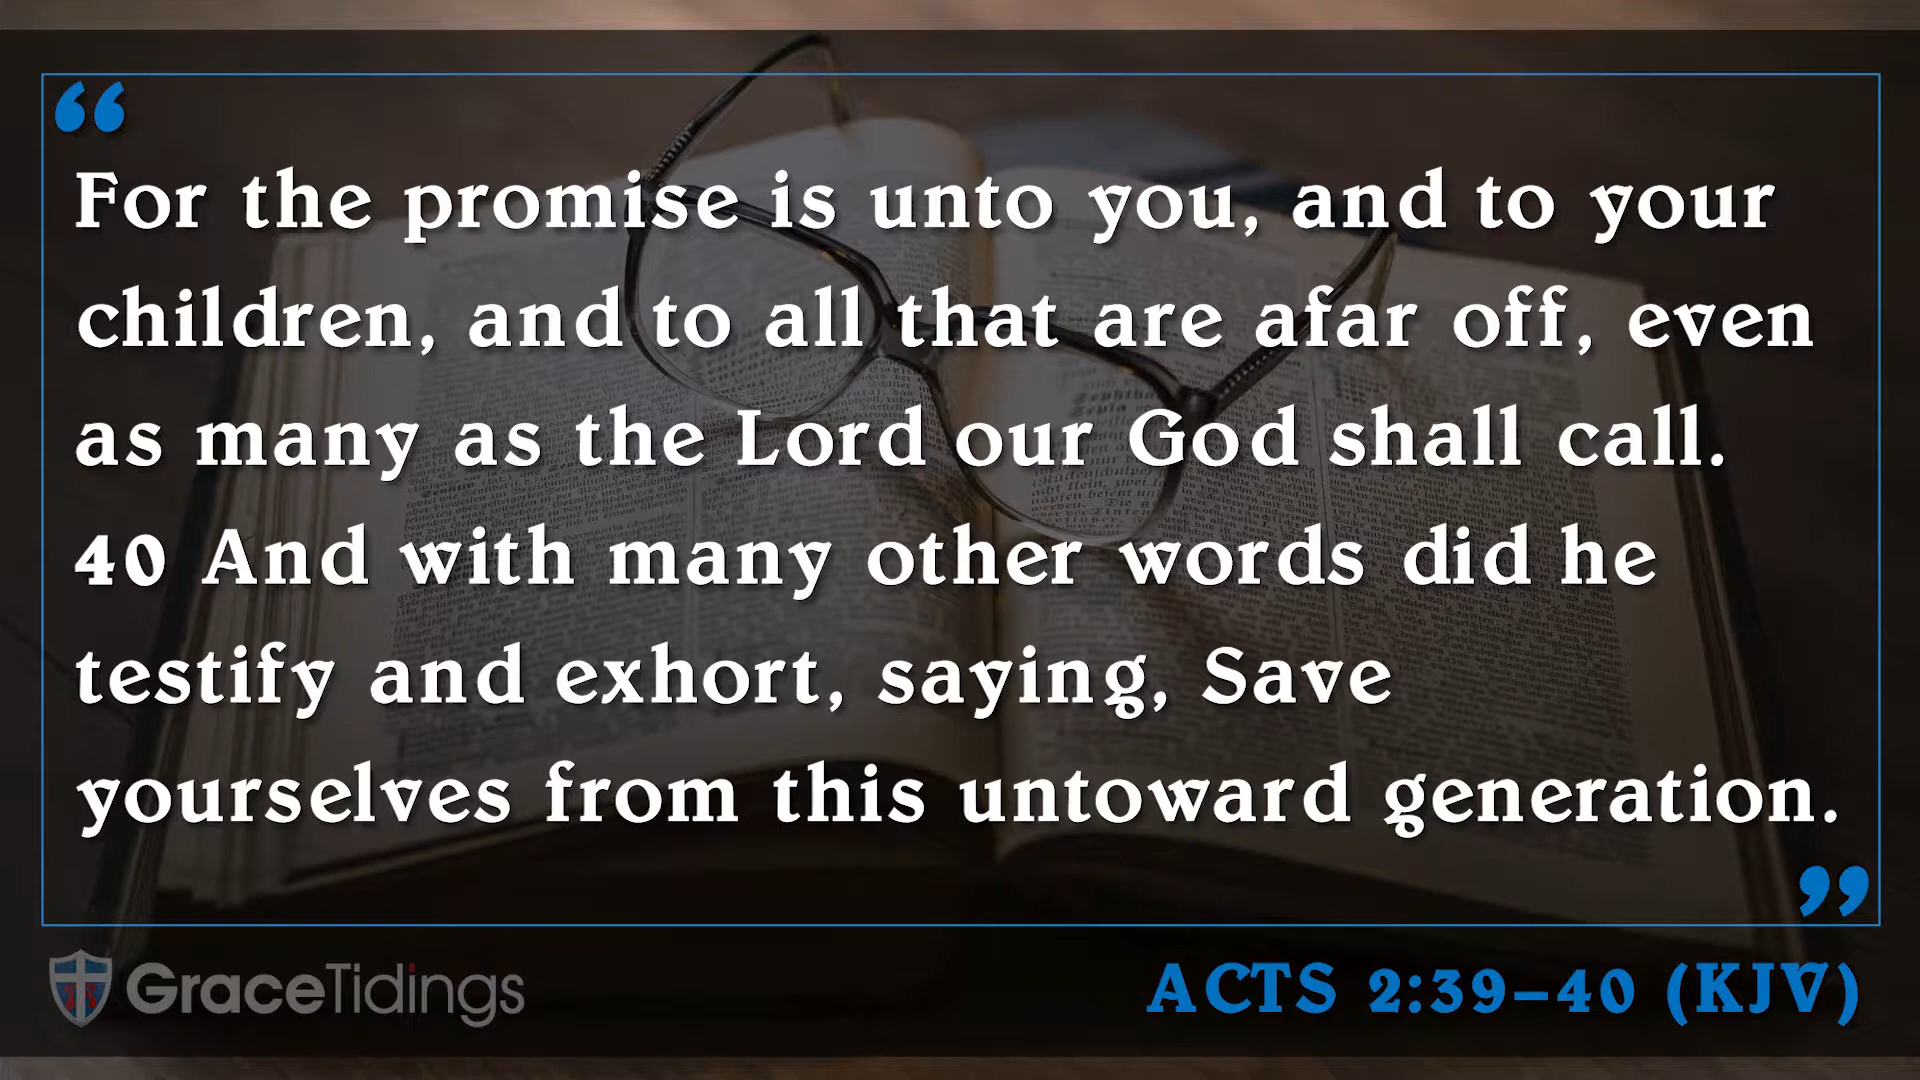 “
For the promise is unto you, and to your
children, and to all that are afar off, even
as many as the Lord our God shall call.
40 And with many other words did he
testify and exhort, saying, Save
yourselves from this untoward generation.
”
GraceTidings
ACTS 2:39–40 (KJV)